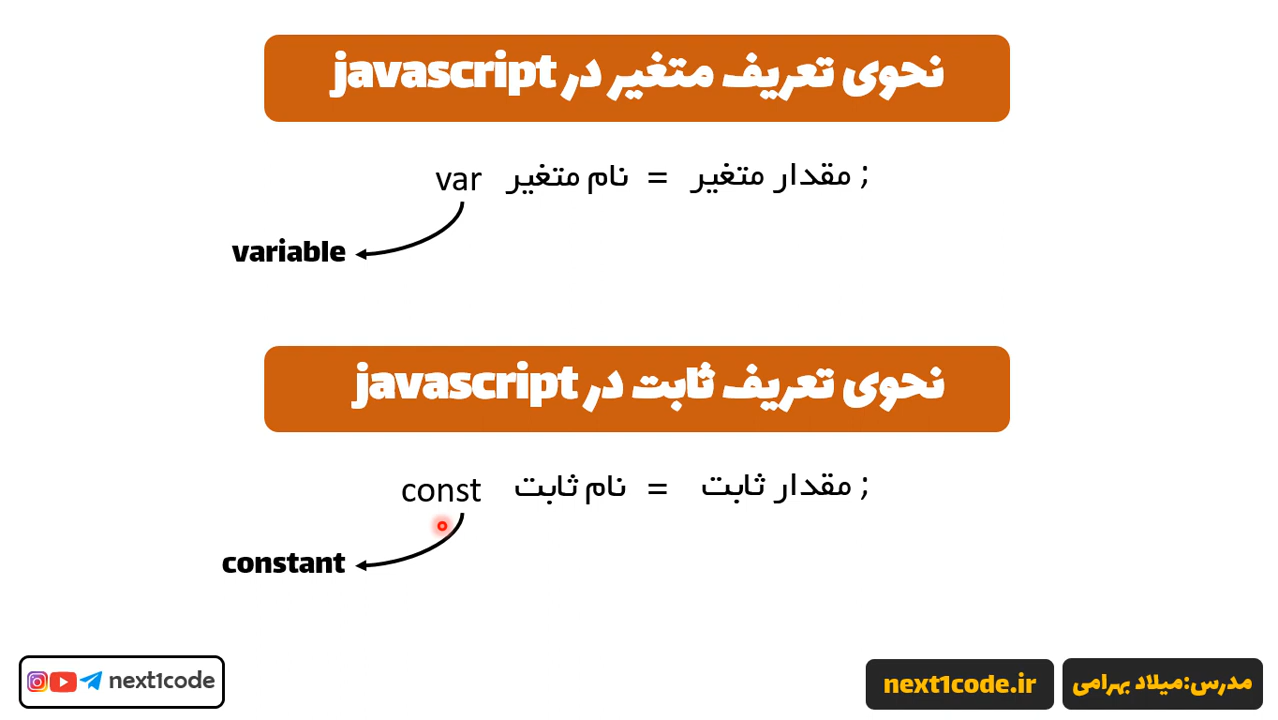 نحوی تعریف متغیر در javascript
var نام متغیر = مقدار متغیر ;
variable
نحوی تعریف ثابت در javascript
const نام ثابت = مقدار ثابت ;
constant
next1code
next1code.ir
مدرس:میلاد بهرامی